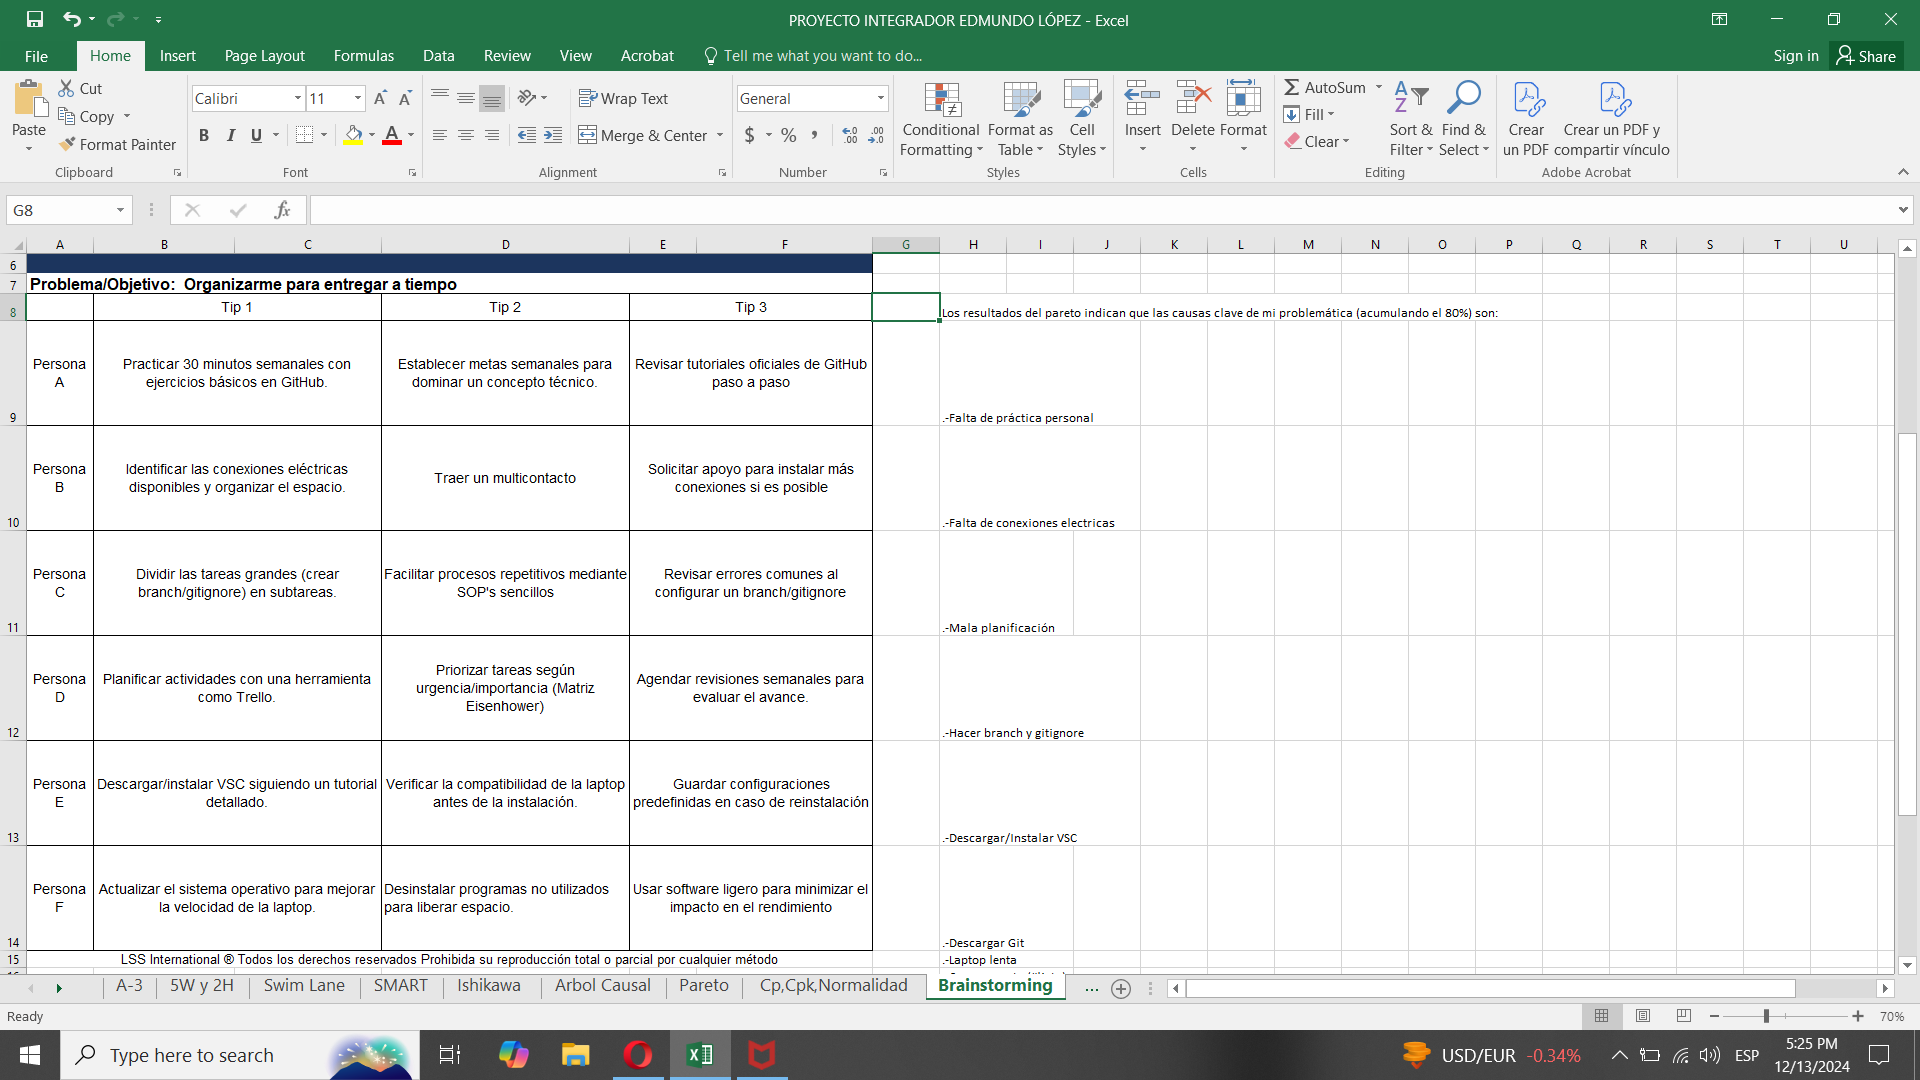 PROYECTO INTEGRADOR EDMUNDO LÓPEZ - Excel
File Home Insert Page Layout Formulas Data Review View Acrobat Tell me what you want to do... Sign in Share
Paste Cut
Copy
Format Painter
Clipboard
Calibri 11
B I U
Font
Wrap Text
Merge & Center
Alignment
General
$ %
Number
Conditional Formatting
Format as Table
Cell Styles
Styles
Insert Delete Format
Cells
AutoSum
Fill
Clear
Sort & Filter
Find & Select
Editing
Crear un PDF
Crear un PDF y compartir vínculo
Adobe Acrobat
G8 fx
A B C D E F G H I J K L M N O P Q R S T U
6
7 Problema/Objetivo: Organizarme para entregar a tiempo
8 Tip 1 Tip 2 Tip 3 Los resultados del pareto indican que las causas clave de mi problemática (acumulando el 80%) son:
Persona A
Practicar 30 minutos semanales con ejercicios básicos en GitHub.
Establecer metas semanales para dominar un concepto técnico.
Revisar tutoriales oficiales de GitHub paso a paso
9 .-Falta de práctica personal
Persona B
Identificar las conexiones eléctricas disponibles y organizar el espacio.
Traer un multicontacto
Solicitar apoyo para instalar más conexiones si es posible
10 .-Falta de conexiones electricas
Persona C
Dividir las tareas grandes (crear branch/gitignore) en subtareas.
Facilitar procesos repetitivos mediante SOP's sencillos
Revisar errores comunes al configurar un branch/gitignore
11 .-Mala planificación
Persona D
Planificar actividades con una herramienta como Trello.
Priorizar tareas según urgencia/importancia (Matriz Eisenhower)
Agendar revisiones semanales para evaluar el avance.
12 .-Hacer branch y gitignore
Persona E
Descargar/instalar VSC siguiendo un tutorial detallado.
Verificar la compatibilidad de la laptop antes de la instalación.
Guardar configuraciones predefinidas en caso de reinstalación
13 .-Descargar/Instalar VSC
Persona F
Actualizar el sistema operativo para mejorar la velocidad de la laptop.
Desinstalar programas no utilizados para liberar espacio.
Usar software ligero para minimizar el impacto en el rendimiento
14 .-Descargar Git
15 LSS International ® Todos los derechos reservados Prohibida su reproducción total o parcial por cualquier método .-Laptop lenta
A-3 5W y 2H Swim Lane SMART Ishikawa Arbol Causal Pareto Cp,Cpk,Normalidad Brainstorming ...
Ready 70%
Type here to search
USD/EUR -0.34% ESP
5:25 PM
12/13/2024